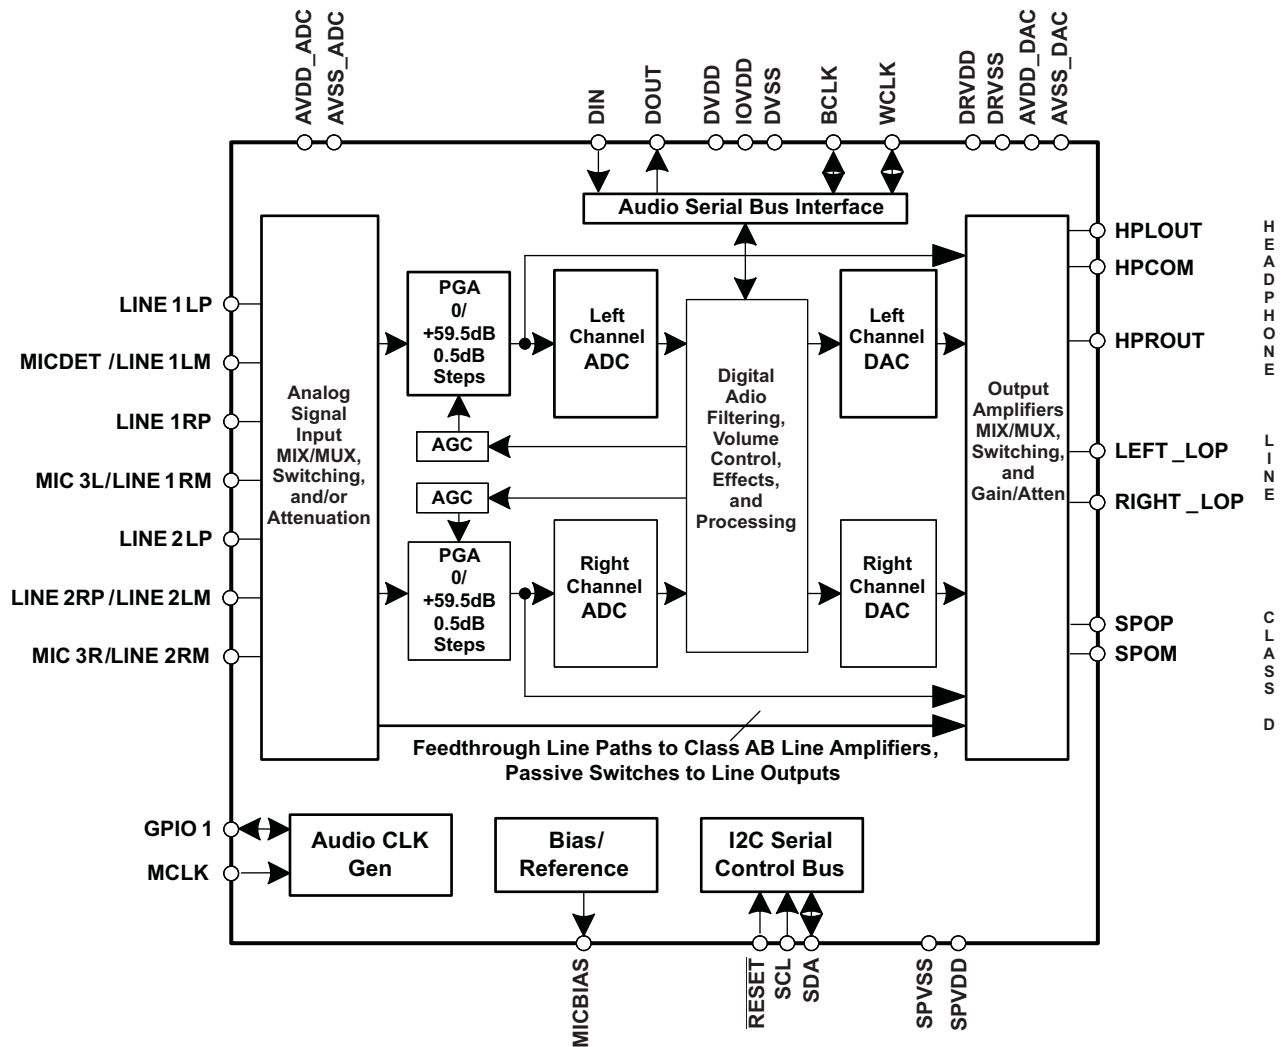 AVDD_ADC
AVSS_ADC
DIN
DOUT
DVDD
IOVDD
DVSS
BCLK
WCLK
DRVDD
DRVSS
AVDD_DAC
AVSS_DAC
Audio Serial Bus Interface
LINE 1LP
MICDET /LINE 1LM
LINE 1RP
MIC 3L/LINE 1RM
LINE 2LP
LINE 2RP /LINE 2LM
MIC 3R/LINE 2RM
Analog
Signal
Input
MIX/MUX,
Switching,
and/or
Attenuation
PGA
0/
+59.5dB
0.5dB
Steps
AGC
AGC
PGA
0/
+59.5dB
0.5dB
Steps
Left
Channel
ADC
Right
Channel
ADC
Digital
Adio
Filtering,
Volume
Control,
Effects,
and
Processing
Left
Channel
DAC
Right
Channel
DAC
Output
Amplifiers
MIX/MUX,
Switching,
and
Gain/Atten
HPLOUT
HPCOM
HPROUT
LEFT _LOP
RIGHT _LOP
SPOP
SPOM
HEADPHONE
LINE
CLASS D
Feedthrough Line Paths to Class AB Line Amplifiers,
Passive Switches to Line Outputs
GPIO 1
MCLK
Audio CLK
Gen
Bias/
Reference
I2C Serial
Control Bus
MICBIAS
RESET
SCL
SDA
SPVSS
SPVDD